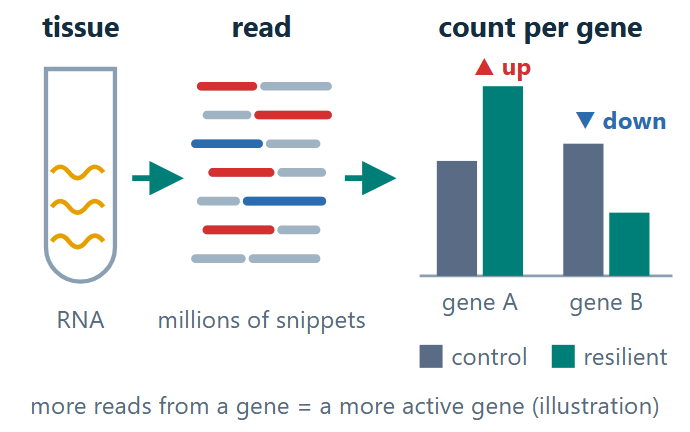 tissue
read
count per gene
▲ up
▼ down
RNA
millions of snippets
gene A
gene B
control
resilient
more reads from a gene = a more active gene (illustration)